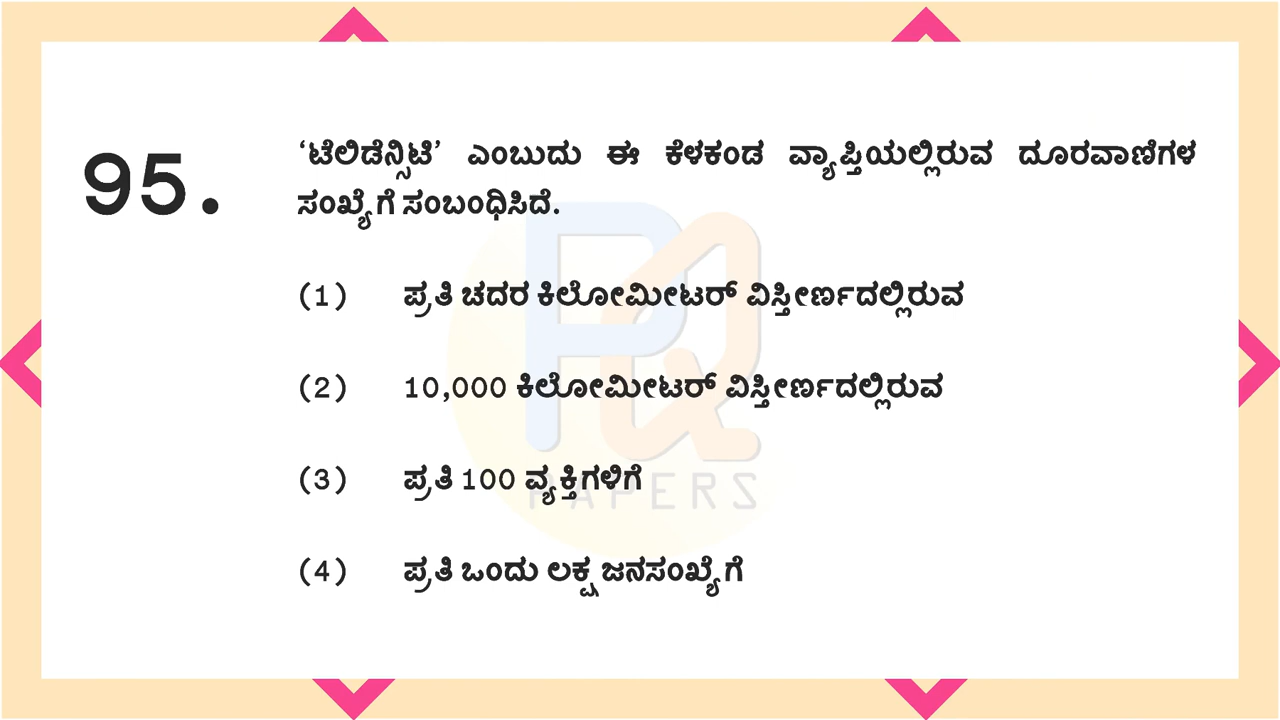 95.
‘ಟೆಲಿಡೆನ್ಸಿಟಿ’ ಎಂಬುದು ಈ ಕೆಳಕಂಡ ವ್ಯಾಪ್ತಿಯಲ್ಲಿರುವ ದೂರವಾಣಿಗಳ
ಸಂಖ್ಯೆಗೆ ಸಂಬಂಧಿಸಿದೆ.
(1) ಪ್ರತಿ ಚದರ ಕಿಲೋಮೀಟರ್ ವಿಸ್ತೀರ್ಣದಲ್ಲಿರುವ
(2) 10,000 ಕಿಲೋಮೀಟರ್ ವಿಸ್ತೀರ್ಣದಲ್ಲಿರುವ
(3) ಪ್ರತಿ 100 ವ್ಯಕ್ತಿಗಳಿಗೆ
(4) ಪ್ರತಿ ಒಂದು ಲಕ್ಷ ಜನಸಂಖ್ಯೆಗೆ
PQ
PAPERS